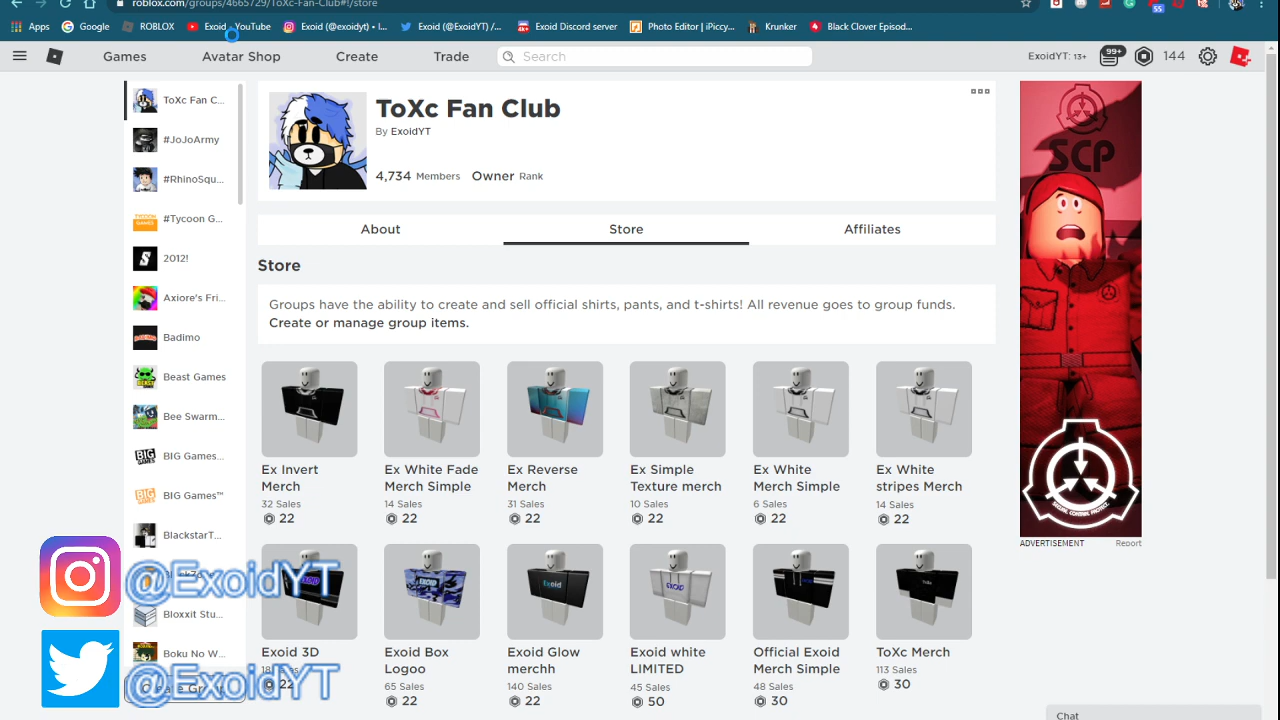 roblox.com/groups/4665729/ToXc-Fan-Club#!/store
Apps Google ROBLOX Exoid - YouTube Exoid (@exoidyt) • I... Exoid (@ExoidYT) /... Exoid Discord server Photo Editor | iPiccy... Krunker Black Clover Episod...
Games Avatar Shop Create Trade Search ExoidYT: 13+ 99+ 144
ToXc Fan C...
#JoJoArmy
#RhinoSqu...
#Tycoon G...
2012!
Axiore's Fri...
Badimo
Beast Games
Bee Swarm...
BIG Games...
BIG Games™
BlackstarT...
Bloxxit Stu...
Boku No W...
ToXc Fan Club
By ExoidYT
4,734 Members Owner Rank
About Store Affiliates
Store
Groups have the ability to create and sell official shirts, pants, and t-shirts! All revenue goes to group funds.
Create or manage group items.
Ex Invert
Merch
32 Sales
22
Ex White Fade
Merch Simple
14 Sales
22
Ex Reverse
Merch
31 Sales
22
Ex Simple
Texture merch
10 Sales
22
Ex White
Merch Simple
6 Sales
22
Ex White
stripes Merch
14 Sales
22
Exoid 3D
22
Exoid Box
Logoo
65 Sales
22
Exoid Glow
merchh
140 Sales
22
Exoid white
LIMITED
45 Sales
50
Official Exoid
Merch Simple
48 Sales
30
ToXc Merch
113 Sales
30
SCP
SECURE, CONTAIN, PROTECT.
ADVERTISEMENT Report
@ExoidYT
@ExoidYT
Chat